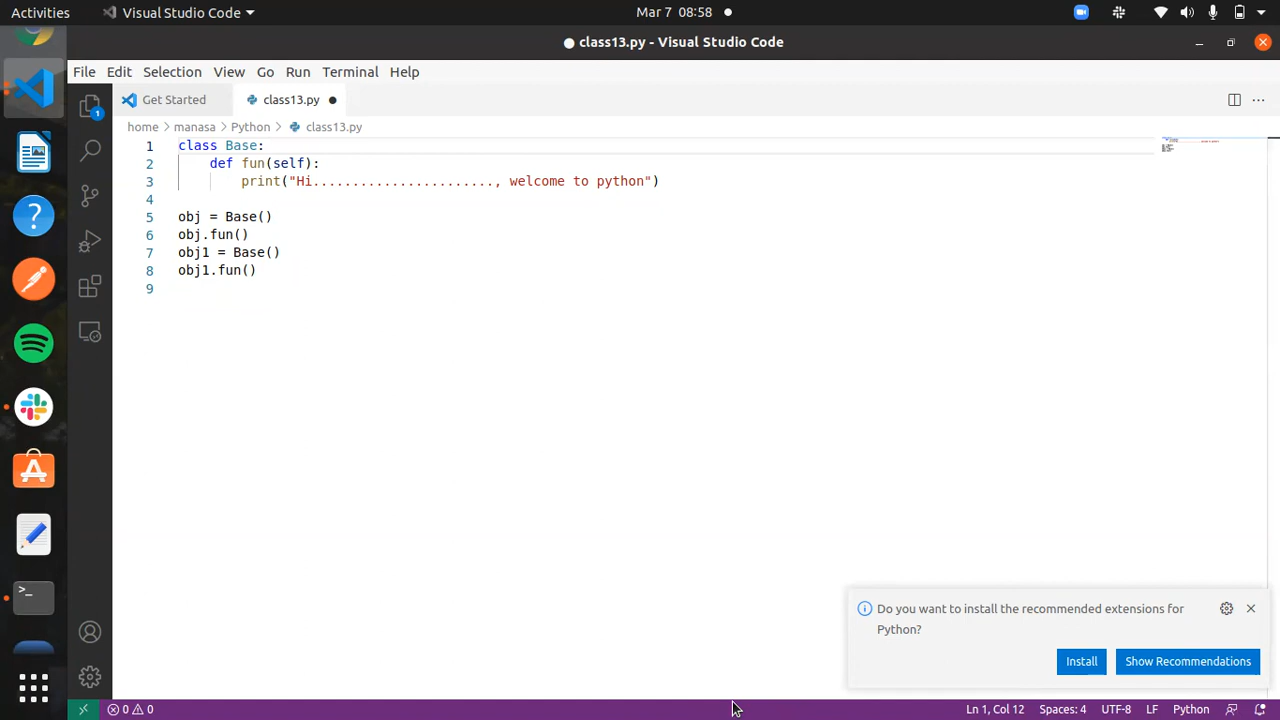 Activities Visual Studio Code Mar 7 08:58
class13.py - Visual Studio Code
File Edit Selection View Go Run Terminal Help
Get Started class13.py
home > manasa > Python > class13.py
1 class Base:
2 def fun(self):
3 print("Hi......................., welcome to python")
4
5 obj = Base()
6 obj.fun()
7 obj1 = Base()
8 obj1.fun()
9
1
Do you want to install the recommended extensions for
Python?
Install Show Recommendations
0 0 Ln 1, Col 12 Spaces: 4 UTF-8 LF Python